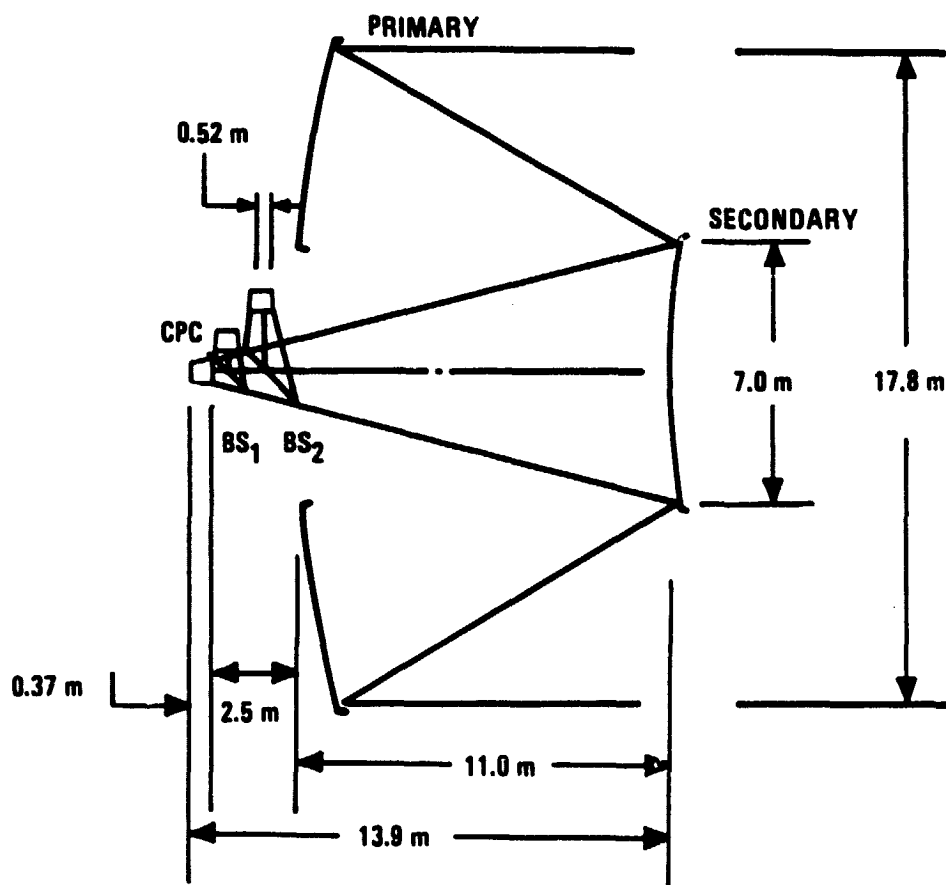 PRIMARY
0.52 m
SECONDARY
CPC
7.0 m
17.8 m
BS1
BS2
0.37 m
2.5 m
11.0 m
13.9 m